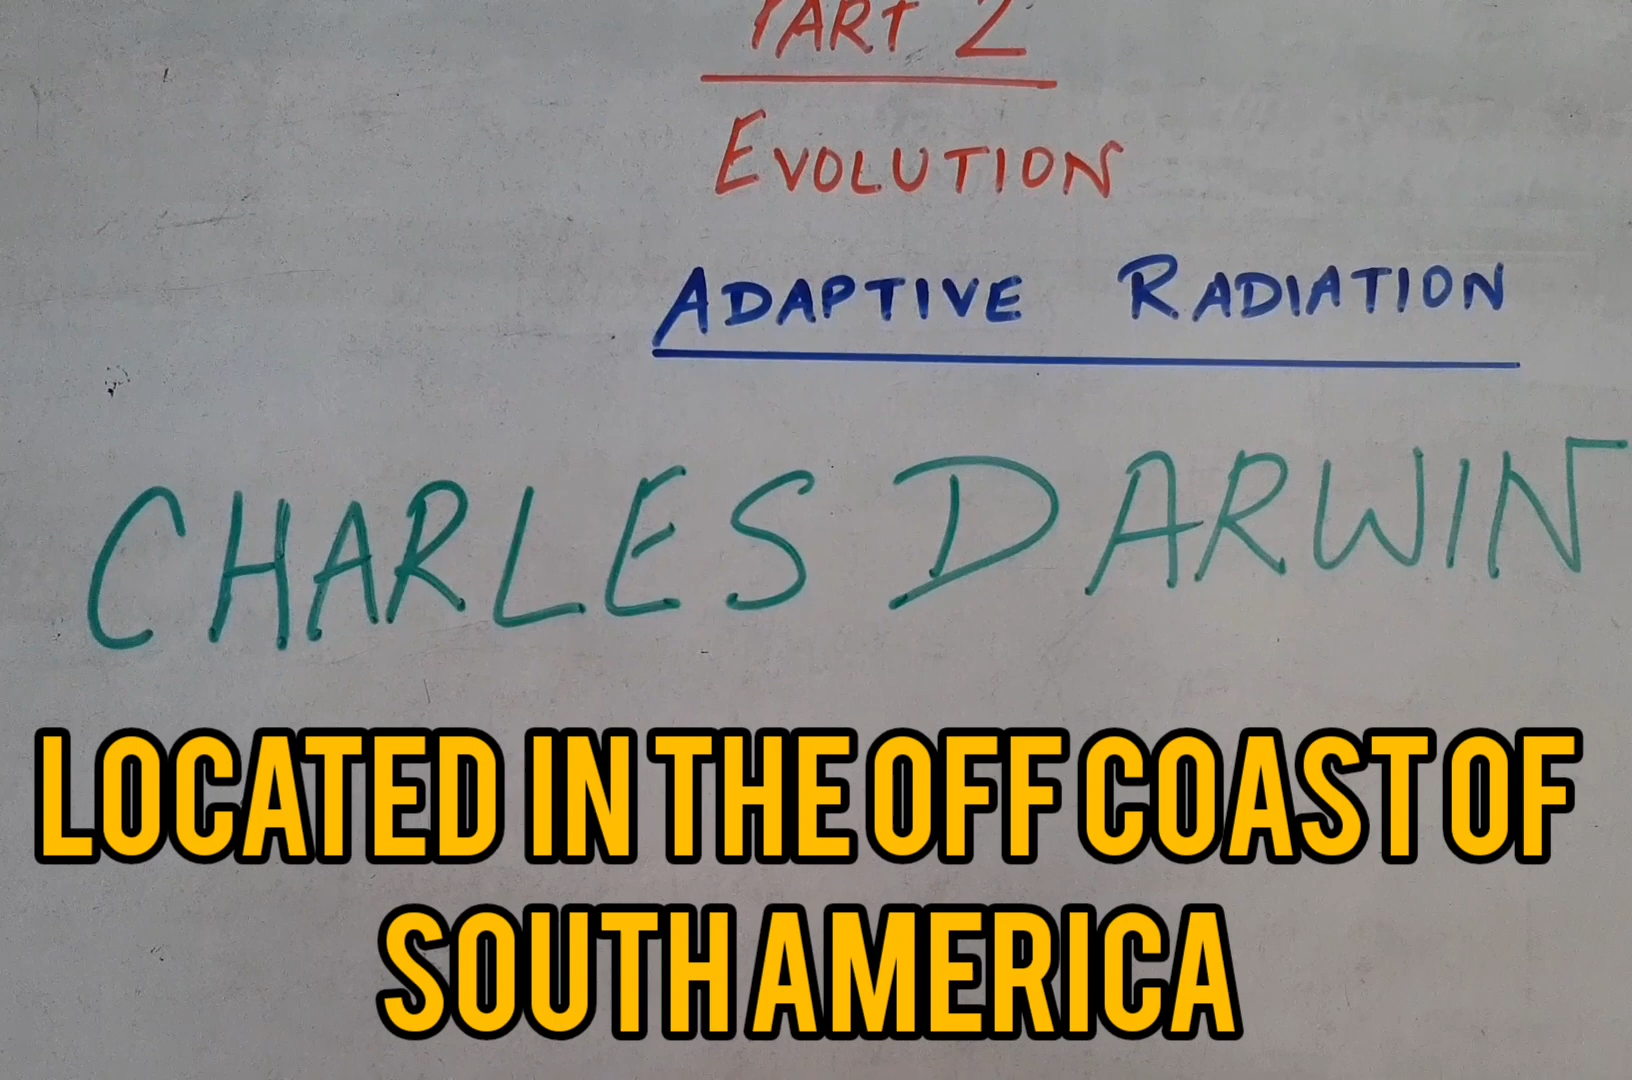 PART 2
EVOLUTION
ADAPTIVE RADIATION
CHARLES DARWIN
LOCATED IN THE OFF COAST OF
SOUTH AMERICA